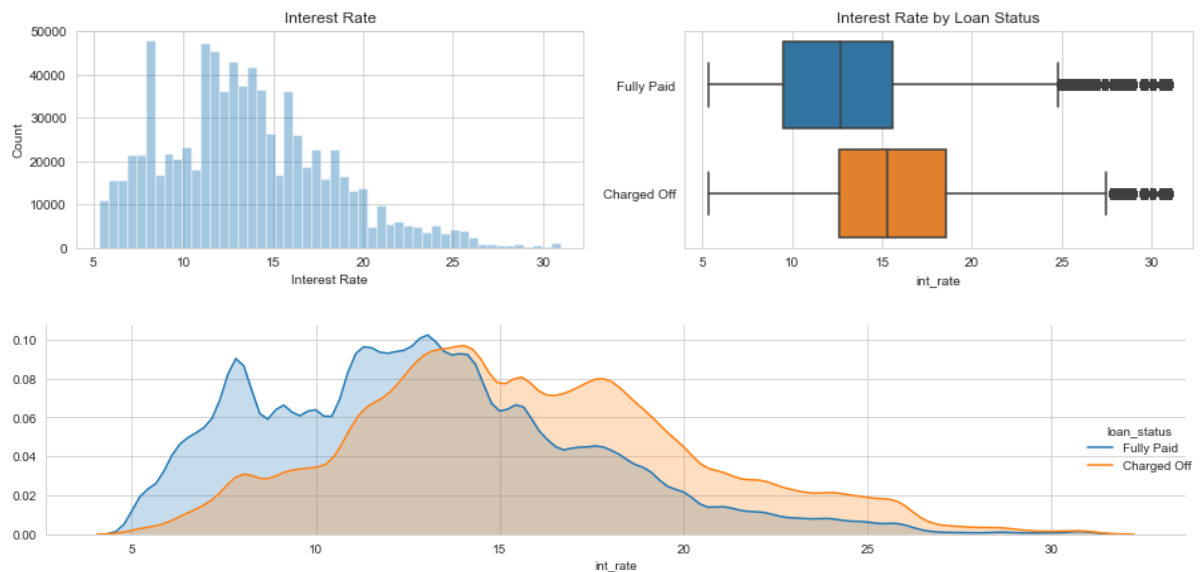 Interest Rate
50000
40000
30000
20000
10000
0
Count
5 10 15 20 25 30
Interest Rate
Interest Rate by Loan Status
Fully Paid
Charged Off
5 10 15 20 25 30
int_rate
0.10
0.08
0.06
0.04
0.02
0.00
loan_status
Fully Paid
Charged Off
5 10 15 20 25 30
int_rate